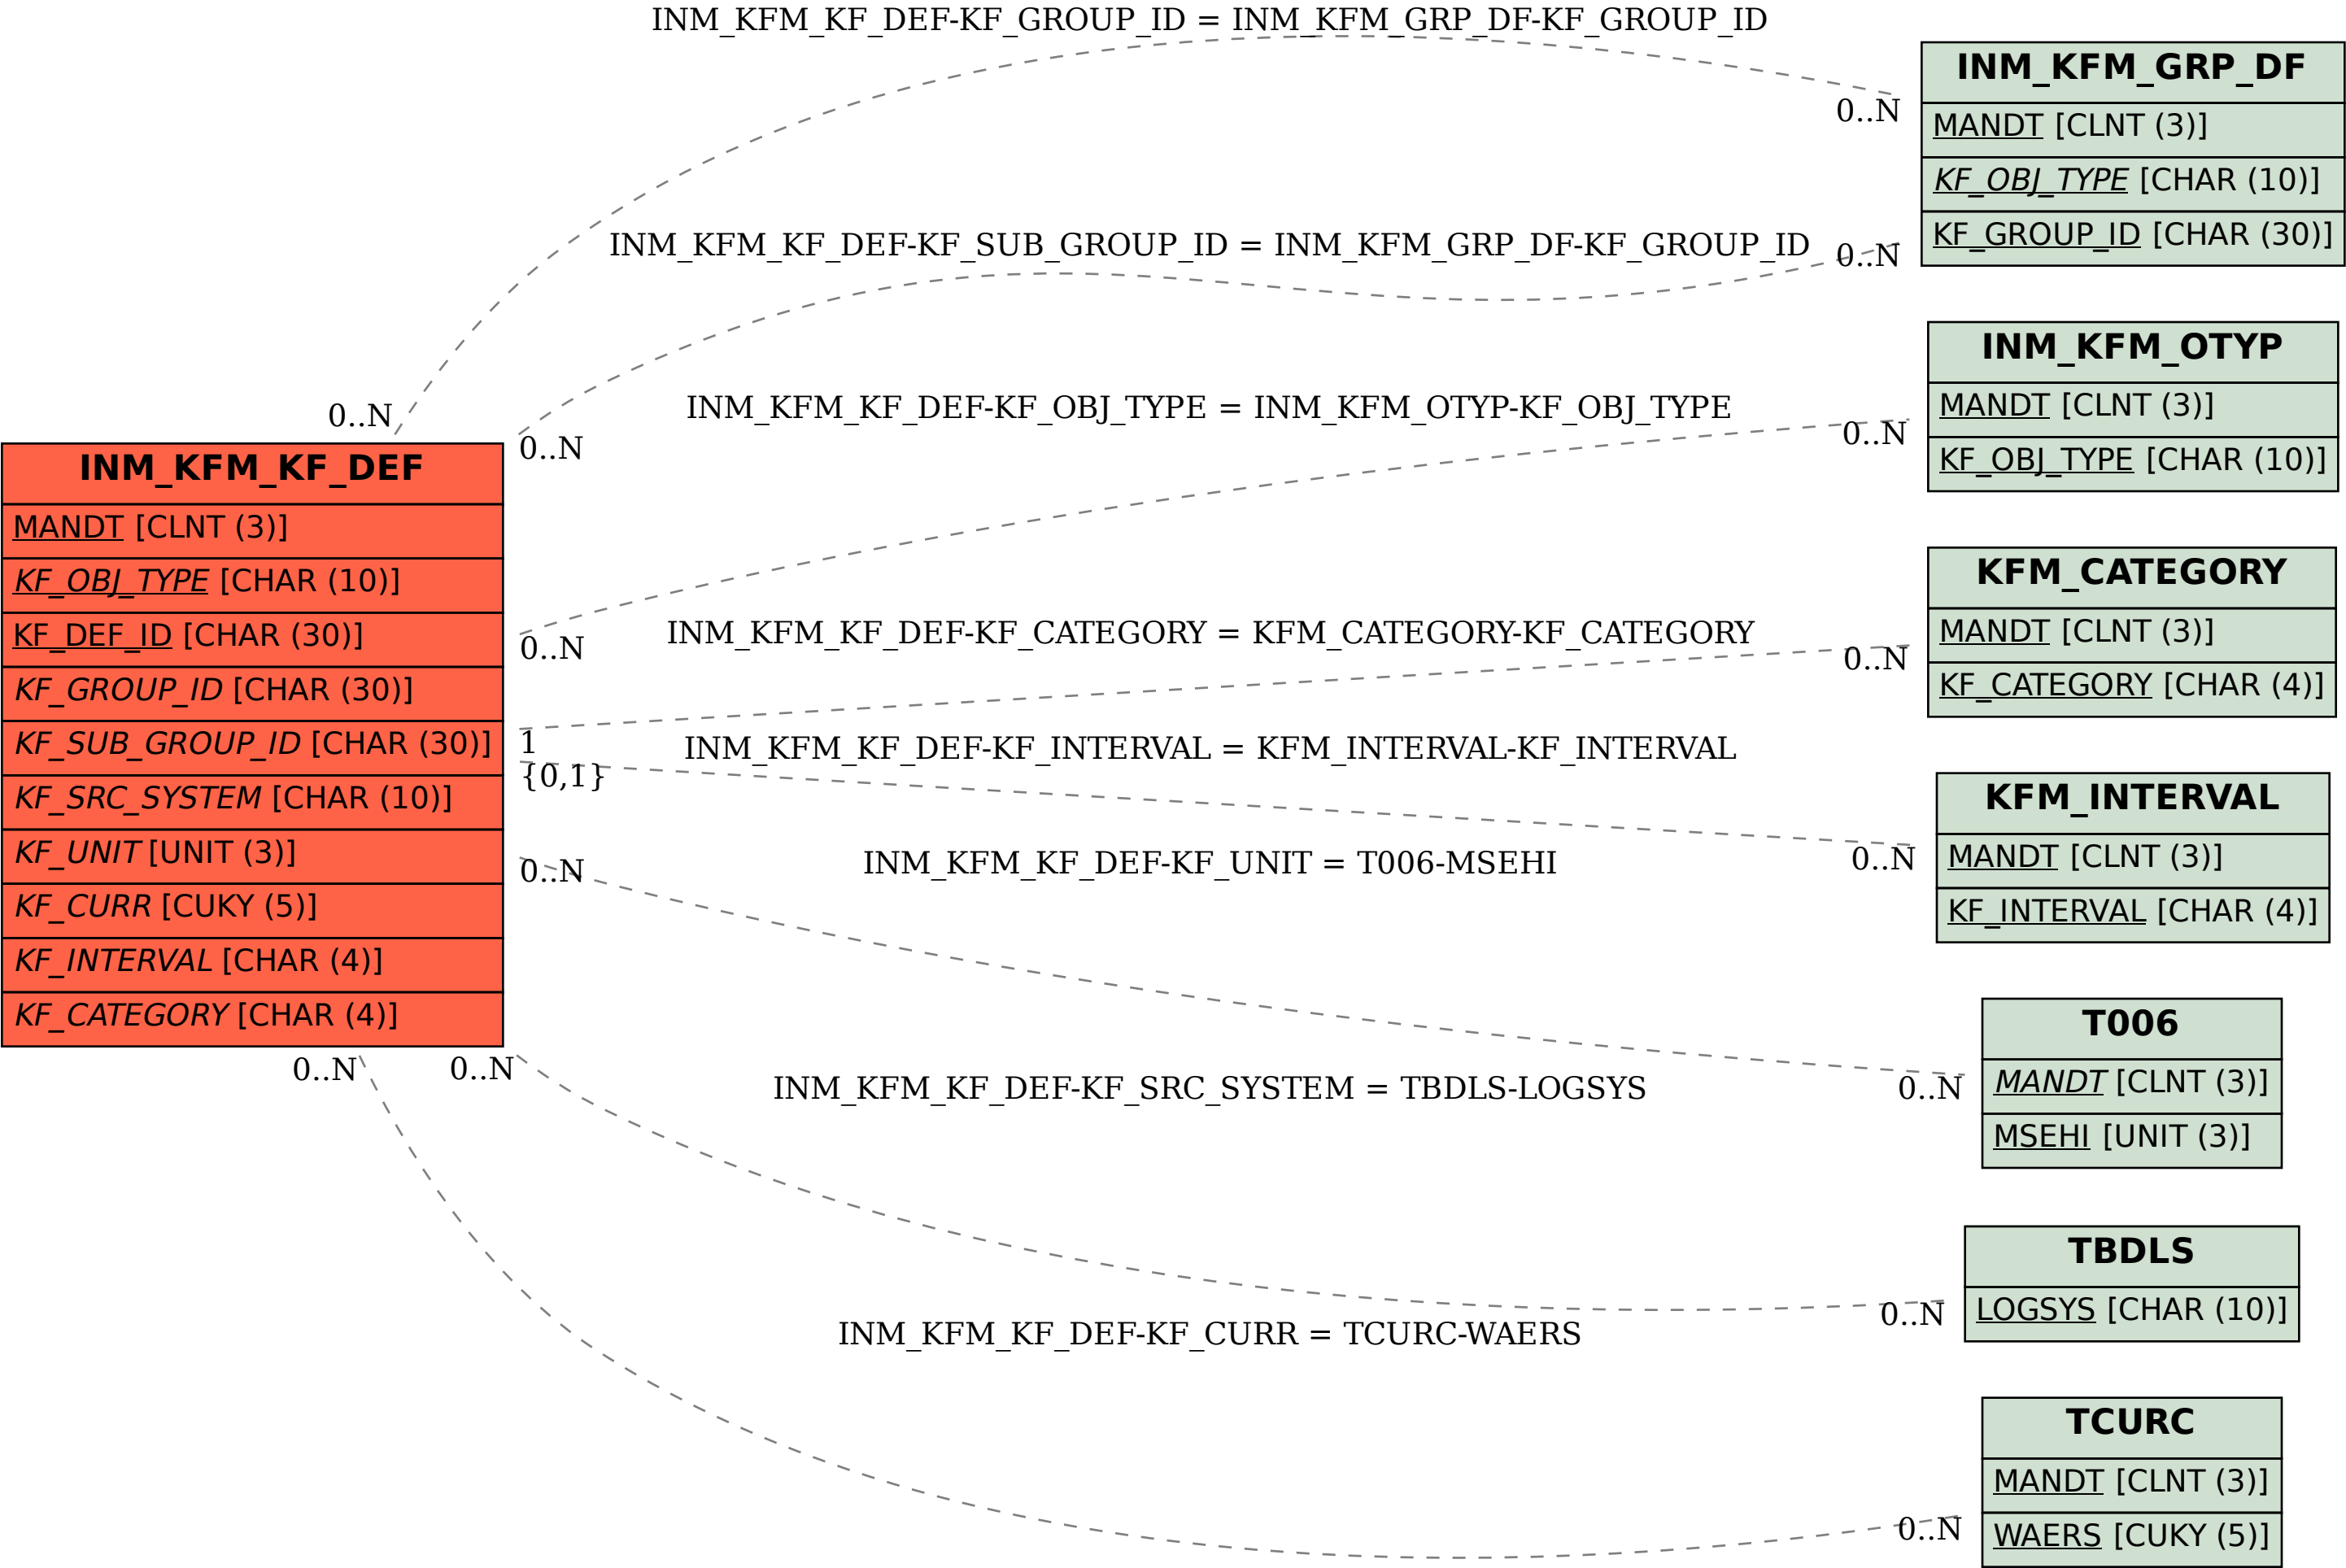 INM_KFM_KF_DEF-KF_GROUP_ID = INM_KFM_GRP_DF-KF_GROUP_ID
0..N
0..N
INM_KFM_KF_DEF-KF_SUB_GROUP_ID = INM_KFM_GRP_DF-KF_GROUP_ID
0..N
0..N
INM_KFM_KF_DEF-KF_OBJ_TYPE = INM_KFM_OTYP-KF_OBJ_TYPE
0..N
0..N
INM_KFM_KF_DEF-KF_CATEGORY = KFM_CATEGORY-KF_CATEGORY
0..N
1
INM_KFM_KF_DEF-KF_INTERVAL = KFM_INTERVAL-KF_INTERVAL
{0,1}
0..N
INM_KFM_KF_DEF-KF_UNIT = T006-MSEHI
0..N
0..N
INM_KFM_KF_DEF-KF_SRC_SYSTEM = TBDLS-LOGSYS
0..N
0..N
INM_KFM_KF_DEF-KF_CURR = TCURC-WAERS
0..N
0..N
INM_KFM_KF_DEF
MANDT [CLNT (3)]
KF_OBJ_TYPE [CHAR (10)]
KF_DEF_ID [CHAR (30)]
KF_GROUP_ID [CHAR (30)]
KF_SUB_GROUP_ID [CHAR (30)]
KF_SRC_SYSTEM [CHAR (10)]
KF_UNIT [UNIT (3)]
KF_CURR [CUKY (5)]
KF_INTERVAL [CHAR (4)]
KF_CATEGORY [CHAR (4)]
INM_KFM_GRP_DF
MANDT [CLNT (3)]
KF_OBJ_TYPE [CHAR (10)]
KF_GROUP_ID [CHAR (30)]
INM_KFM_OTYP
MANDT [CLNT (3)]
KF_OBJ_TYPE [CHAR (10)]
KFM_CATEGORY
MANDT [CLNT (3)]
KF_CATEGORY [CHAR (4)]
KFM_INTERVAL
MANDT [CLNT (3)]
KF_INTERVAL [CHAR (4)]
T006
MANDT [CLNT (3)]
MSEHI [UNIT (3)]
TBDLS
LOGSYS [CHAR (10)]
TCURC
MANDT [CLNT (3)]
WAERS [CUKY (5)]